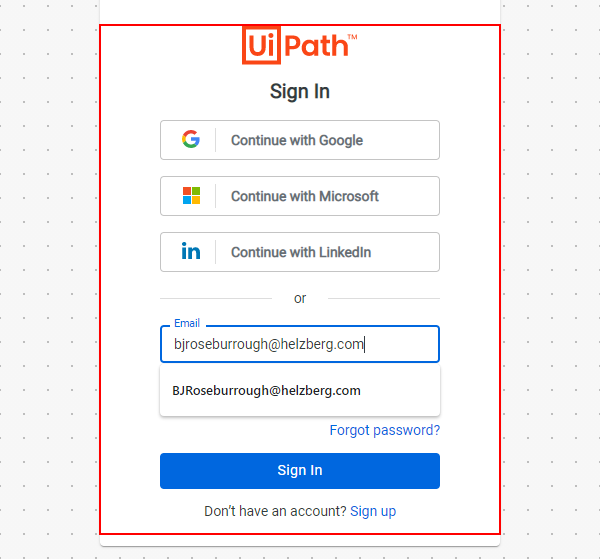 UiPath™
Sign In
Continue with Google
Continue with Microsoft
in Continue with LinkedIn
or
Email
bjroseburrough@helzberg.com
BJRoseburrough@helzberg.com
Forgot password?
Sign In
Don't have an account? Sign up